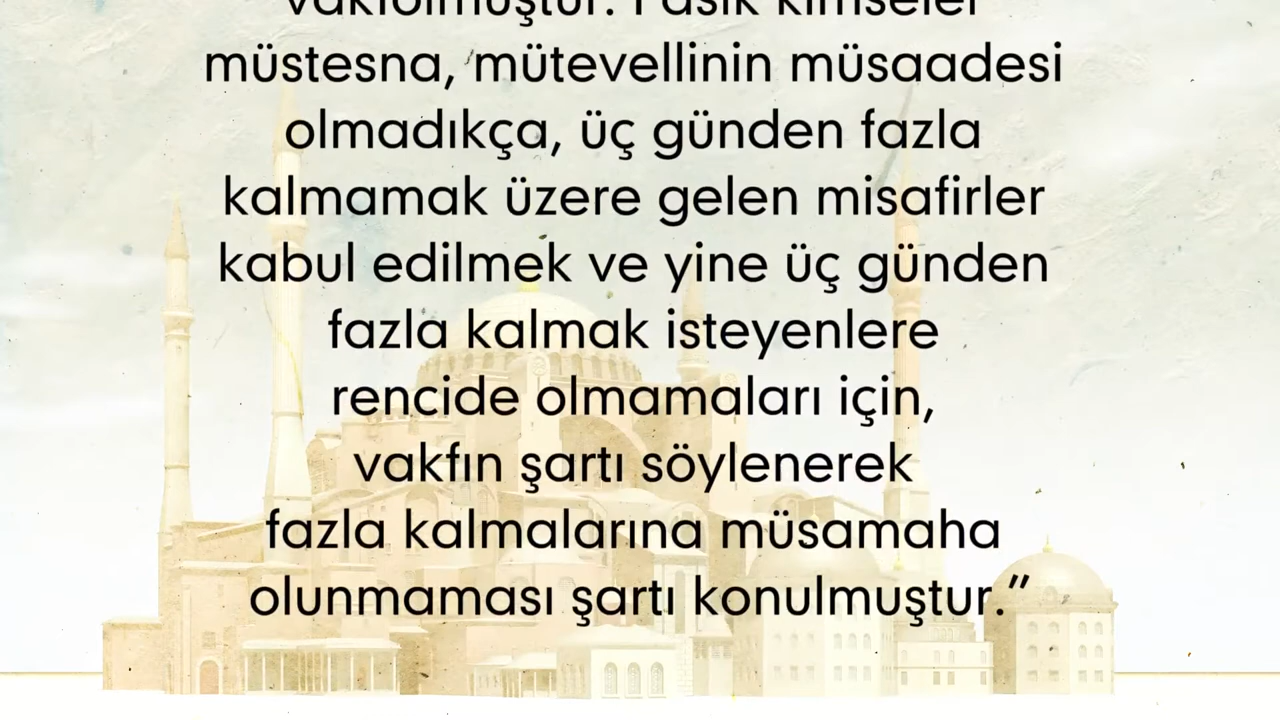 vakfolmuştur. Fasık kimseler
müstesna, mütevellinin müsaadesi
olmadıkça, üç günden fazla
kalmamak üzere gelen misafirler
kabul edilmek ve yine üç günden
fazla kalmak isteyenlere
rencide olmamaları için,
vakfın şartı söylenerek
fazla kalmalarına müsamaha
olunmaması şartı konulmuştur.”